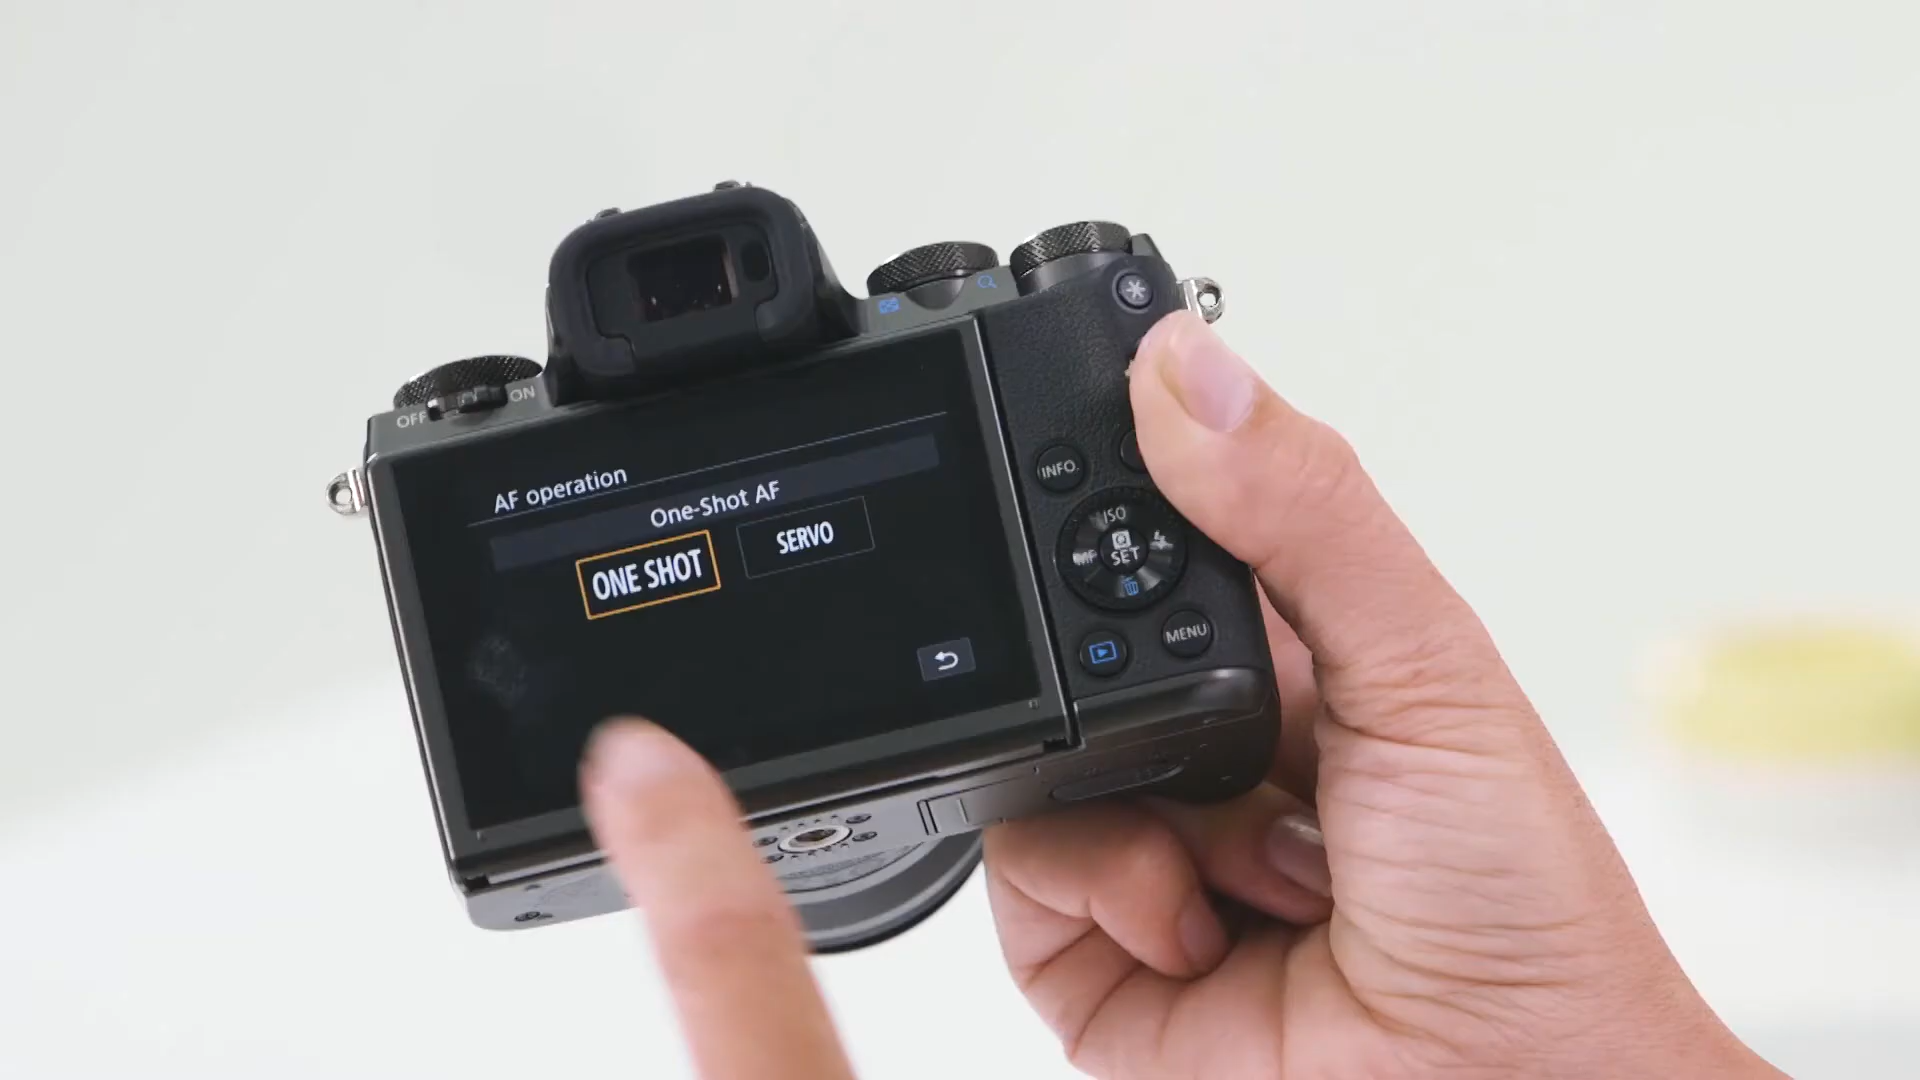 OFF ON
AF operation
One-Shot AF
ONE SHOT SERVO
INFO.
ISO
MF Q SET
MENU